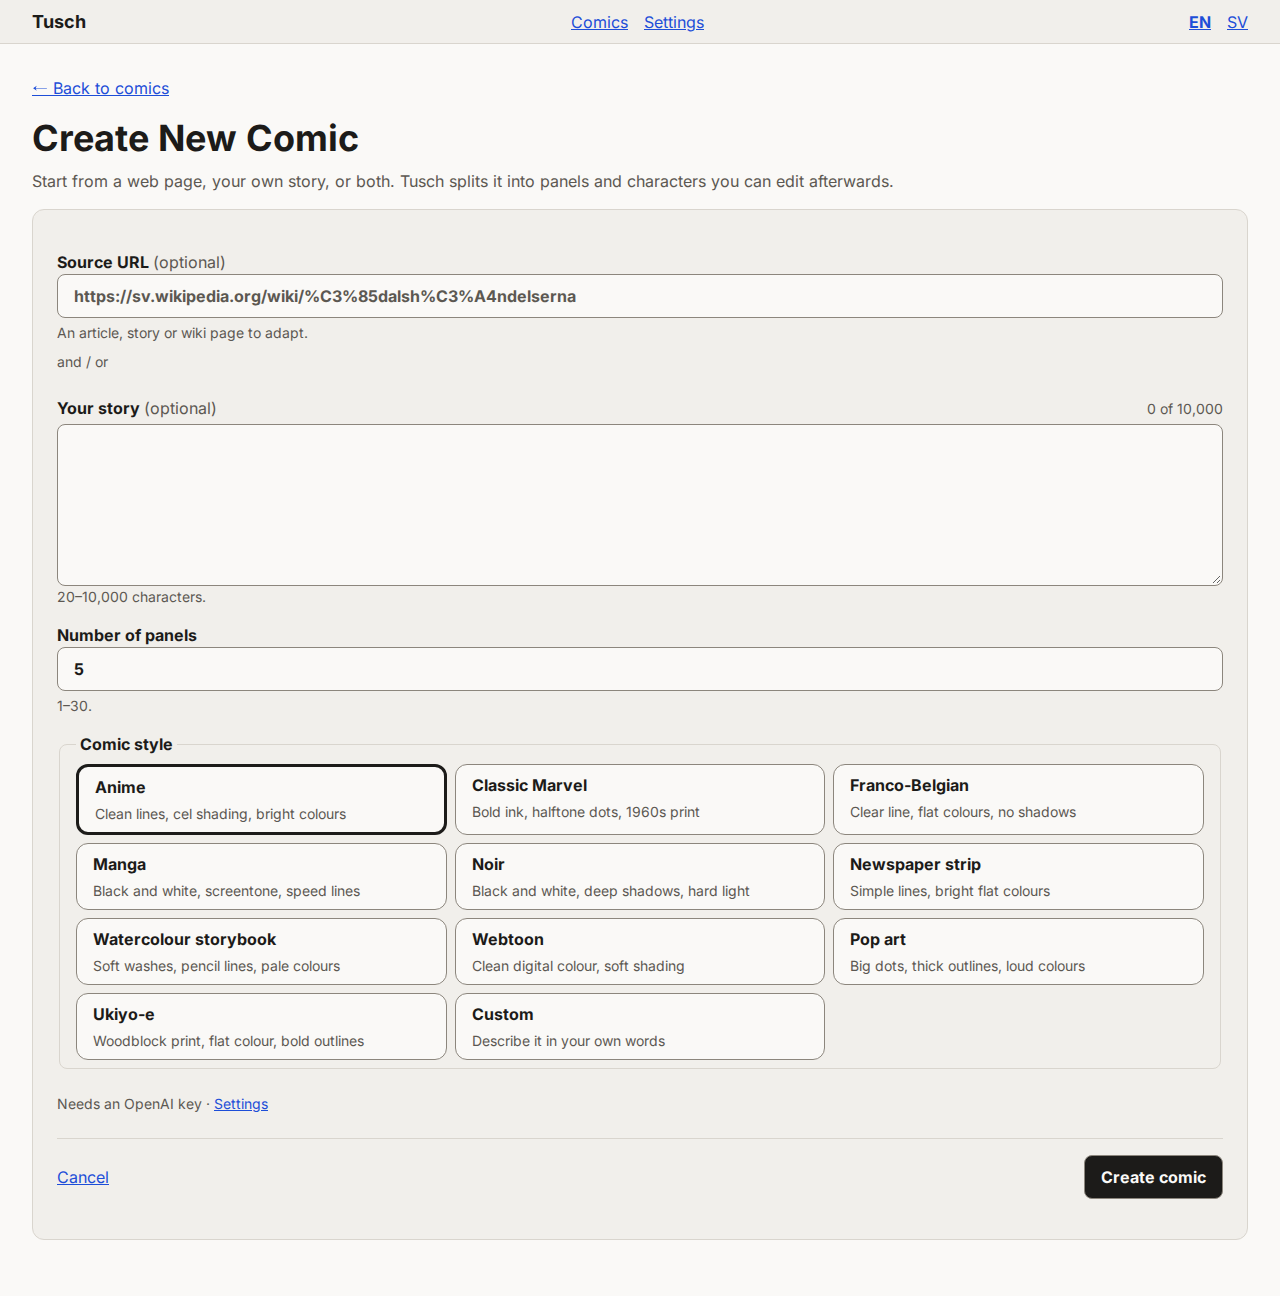 Tusch
Comics Settings
EN SV
← Back to comics
Create New Comic
Start from a web page, your own story, or both. Tusch splits it into panels and characters you can edit afterwards.
Source URL (optional)
https://sv.wikipedia.org/wiki/%C3%85dalsh%C3%A4ndelserna
An article, story or wiki page to adapt.
and / or
Your story (optional)
0 of 10,000
20–10,000 characters.
Number of panels
5
1–30.
Comic style
Anime
Clean lines, cel shading, bright colours
Classic Marvel
Bold ink, halftone dots, 1960s print
Franco-Belgian
Clear line, flat colours, no shadows
Manga
Black and white, screentone, speed lines
Noir
Black and white, deep shadows, hard light
Newspaper strip
Simple lines, bright flat colours
Watercolour storybook
Soft washes, pencil lines, pale colours
Webtoon
Clean digital colour, soft shading
Pop art
Big dots, thick outlines, loud colours
Ukiyo-e
Woodblock print, flat colour, bold outlines
Custom
Describe it in your own words
Needs an OpenAI key · Settings
Cancel
Create comic